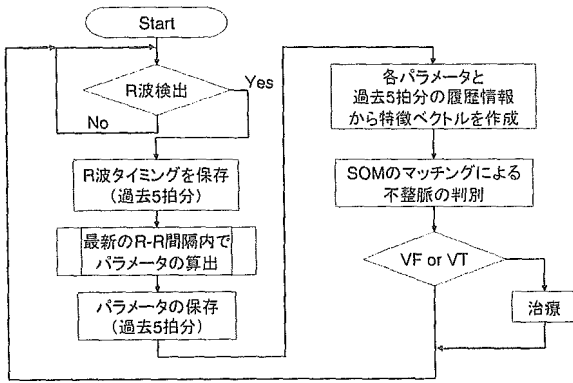 Start
R波検出
Yes
No
R波タイミングを保存
(過去5拍分)
最新のR-R間隔内で
パラメータの算出
パラメータの保存
(過去5拍分)
各パラメータと
過去5拍分の履歴情報
から特徴ベクトルを作成
SOMのマッチングによる
不整脈の判別
VF or VT
治療